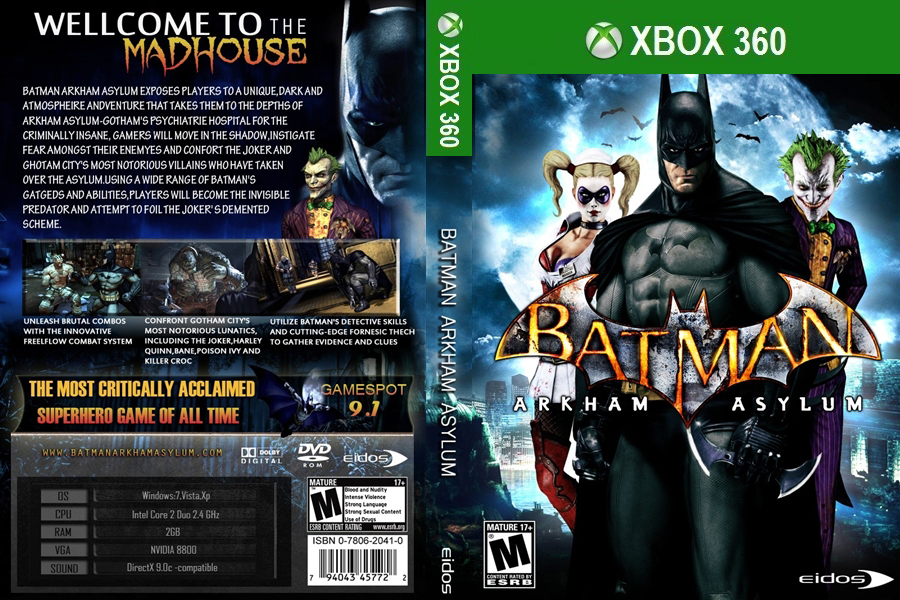 WELLCOME TO THE
MADHOUSE
BATMAN ARKHAM ASYLUM EXPOSES PLAYERS TO A UNIQUE,DARK AND
ATMOSPHEIRE ANDVENTURE THAT TAKES THEM TO THE DEPTHS OF
ARKHAM ASYLUM-GOTHAM'S PSYCHIATRIE HOSPITAL FOR THE
CRIMINALLY INSANE, GAMERS WILL MOVE IN THE SHADOW,INSTIGATE
FEAR AMONGST THEIR ENEMYES AND CONFORT THE JOKER AND
GHOTAM CITY'S MOST NOTORIOUS VILLAINS WHO HAVE TAKEN
OVER THE ASYLUM.USING A WIDE RANGE OF BATMAN'S
GATGEDS AND ABILITIES,PLAYERS WILL BECOME THE INVISIBLE
PREDATOR AND ATTEMPT TO FOIL THE JOKER'S DEMENTED
SCHEME.
UNLEASH BRUTAL COMBOS
WITH THE INNOVATIVE
FREELFLOW COMBAT SYSTEM
CONFRONT GOTHAM CITY'S
MOST NOTORIOUS LUNATICS,
INCLUDING THE JOKER,HARLEY
QUINN,BANE,POISON IVY AND
KILLER CROC
UTILIZE BATMAN'S DETECTIVE SKILLS
AND CUTTING-EDGE FORNESIC THECH
TO GATHER EVIDENCE AND CLUES
THE MOST CRITICALLY ACCLAIMED
SUPERHERO GAME OF ALL TIME
GAMESPOT
9.1
WWW.BATMANARKHAMASYLUM.COM
DOLBY
DIGITAL
DVD
ROM
eidos
OS Windows:7,Vista,Xp
CPU Intel Core 2 Duo 2.4 GHz
RAM 2GB
VGA NVIDIA 8800
SOUND DirectX 9.0c -compatible
MATURE 17+
M
Blood and Nudity
Intense Violence
Strong Language
Strong Sexual Content
Use of Drugs
ESRB CONTENT RATING www.esrb.org
ISBN 0-7806-2041-0
7 94043 45772 2
XBOX 360
BATMAN ARKHAM ASYLUM
eidos
XBOX 360
BATMAN
ARKHAM ASYLUM
MATURE 17+
M
CONTENT RATED BY
ESRB
eidos